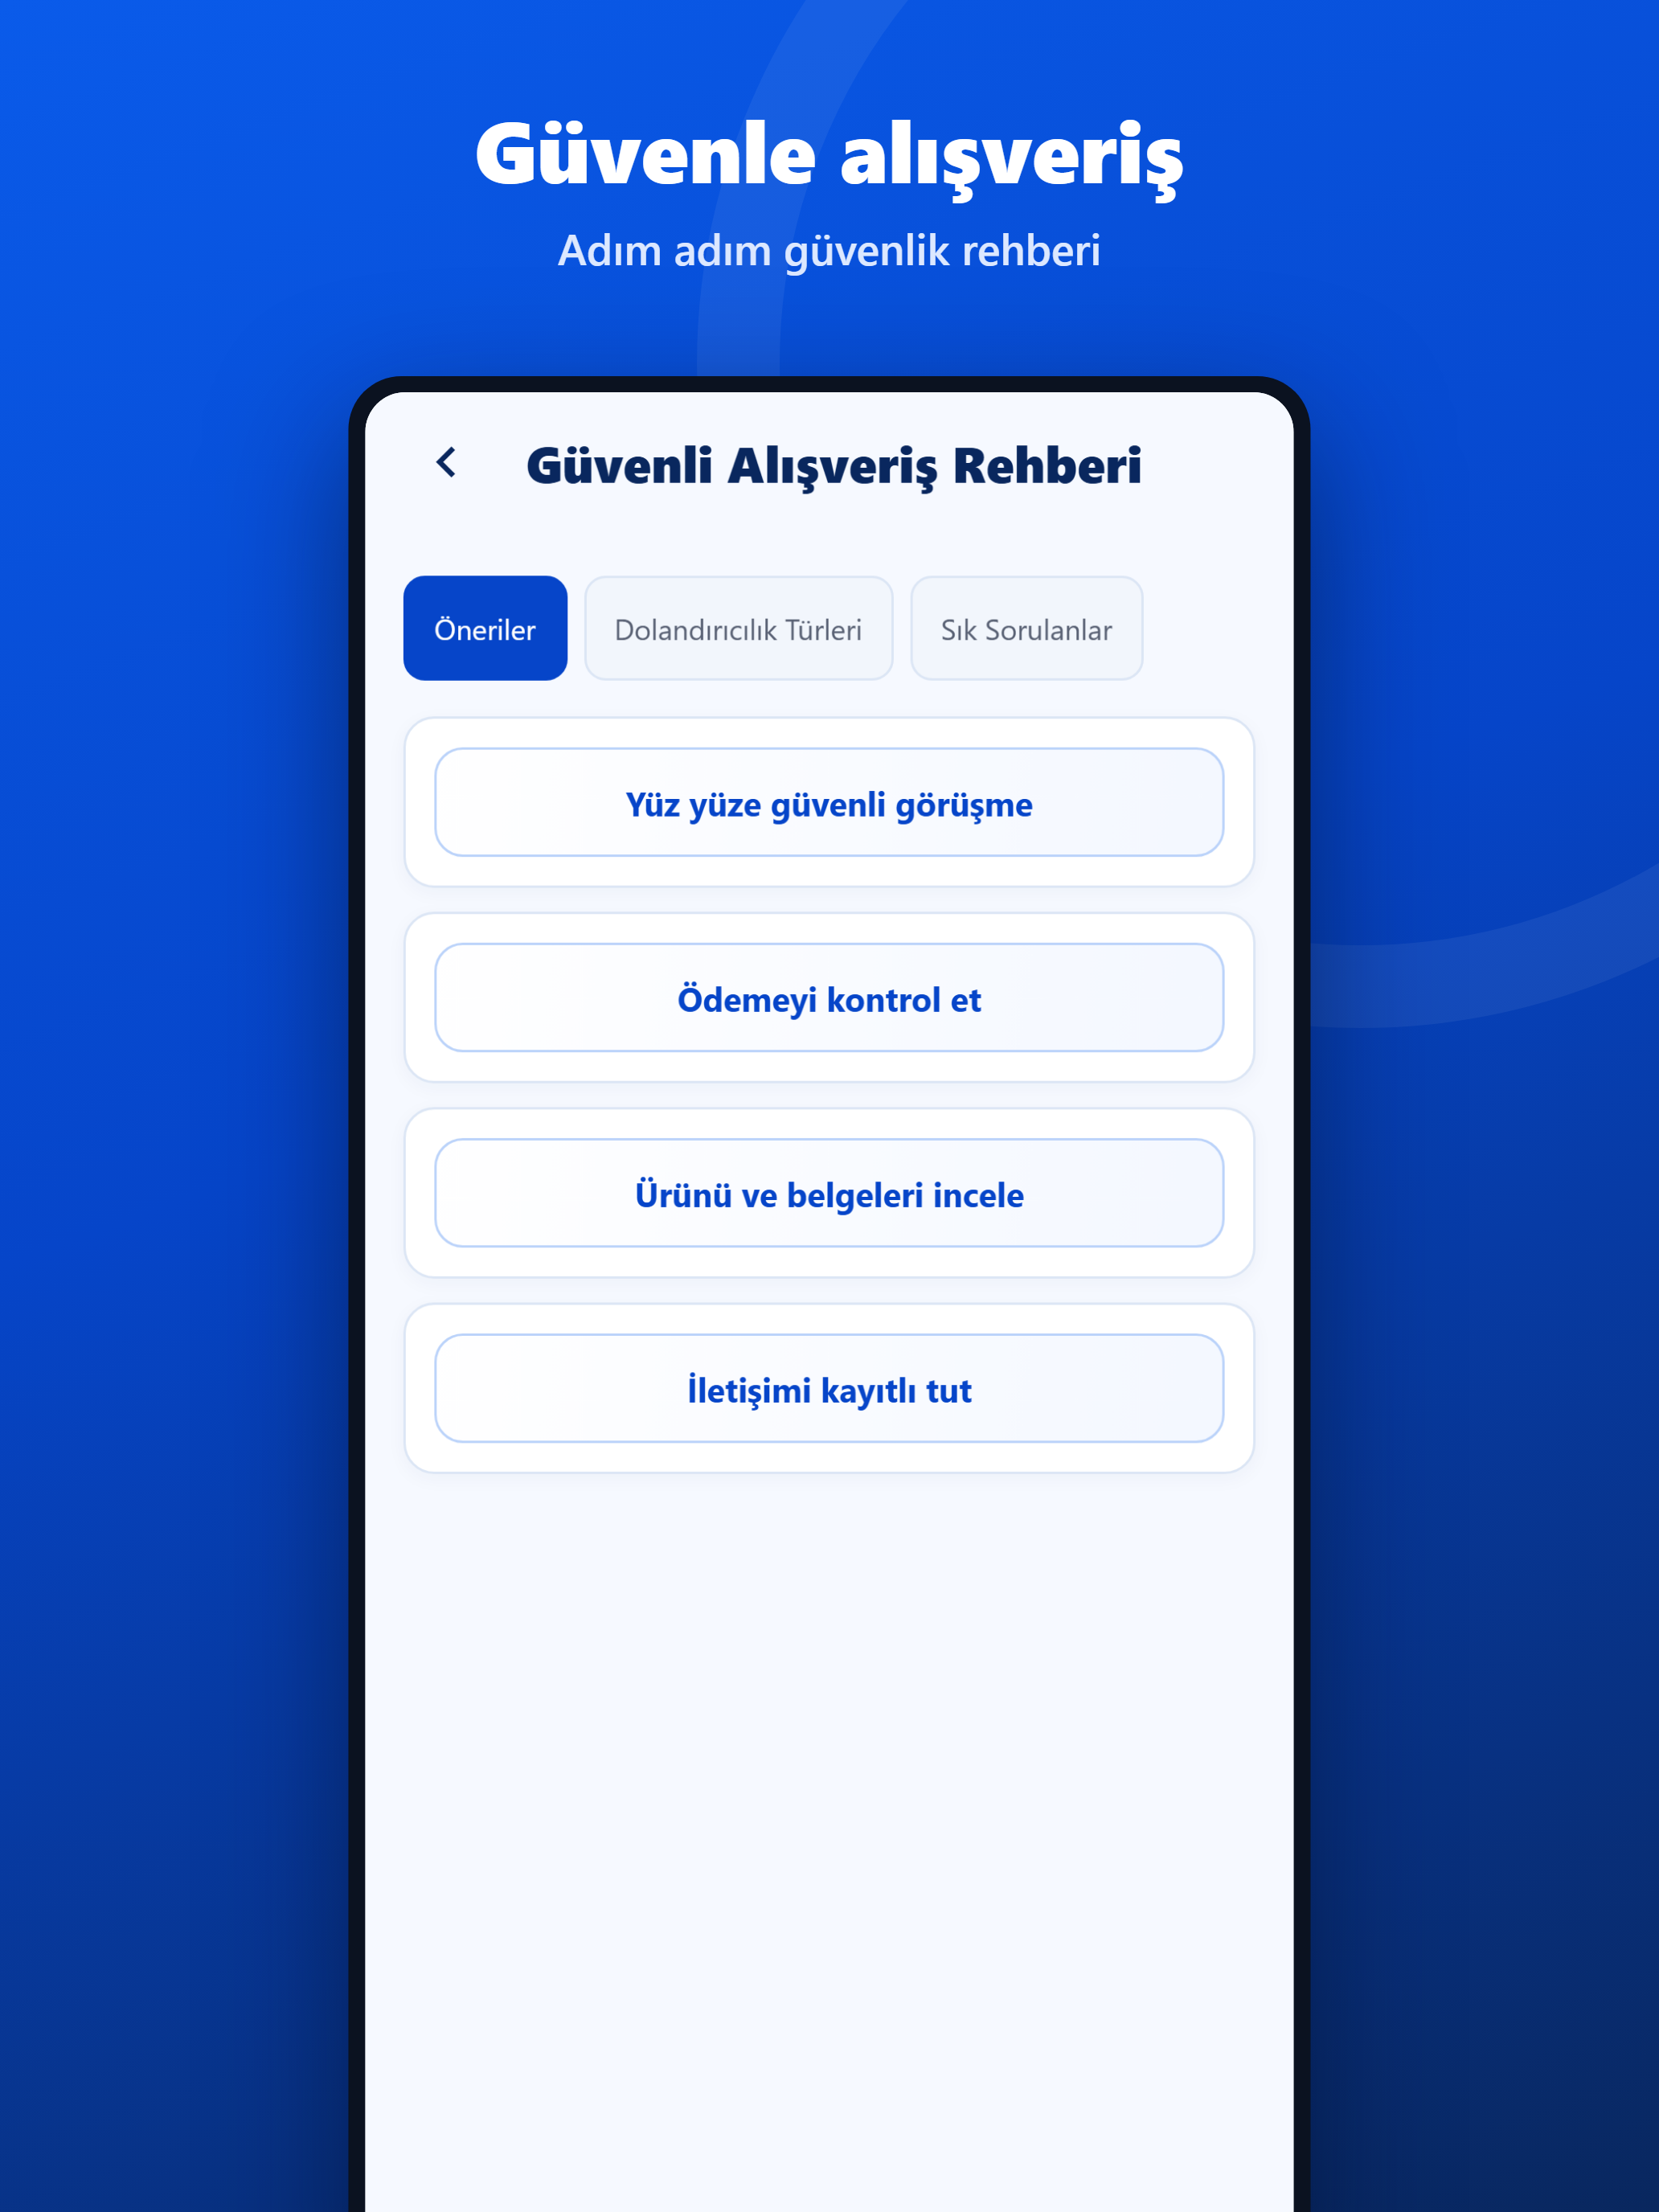 Güvenle alışveriş
Adım adım güvenlik rehberi
Güvenli Alışveriş Rehberi
Öneriler
Dolandırıcılık Türleri
Sık Sorulanlar
Yüz yüze güvenli görüşme
Ödemeyi kontrol et
Ürünü ve belgeleri incele
İletişimi kayıtlı tut